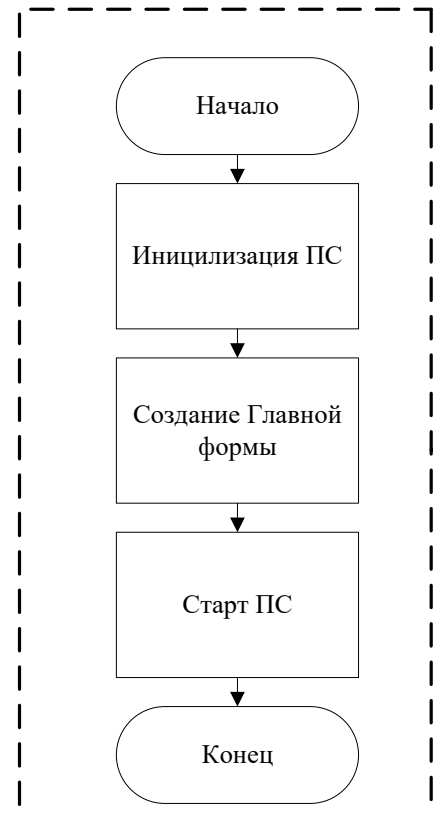 Начало
Иницилизация ПС
Создание Главной
формы
Старт ПС
Конец